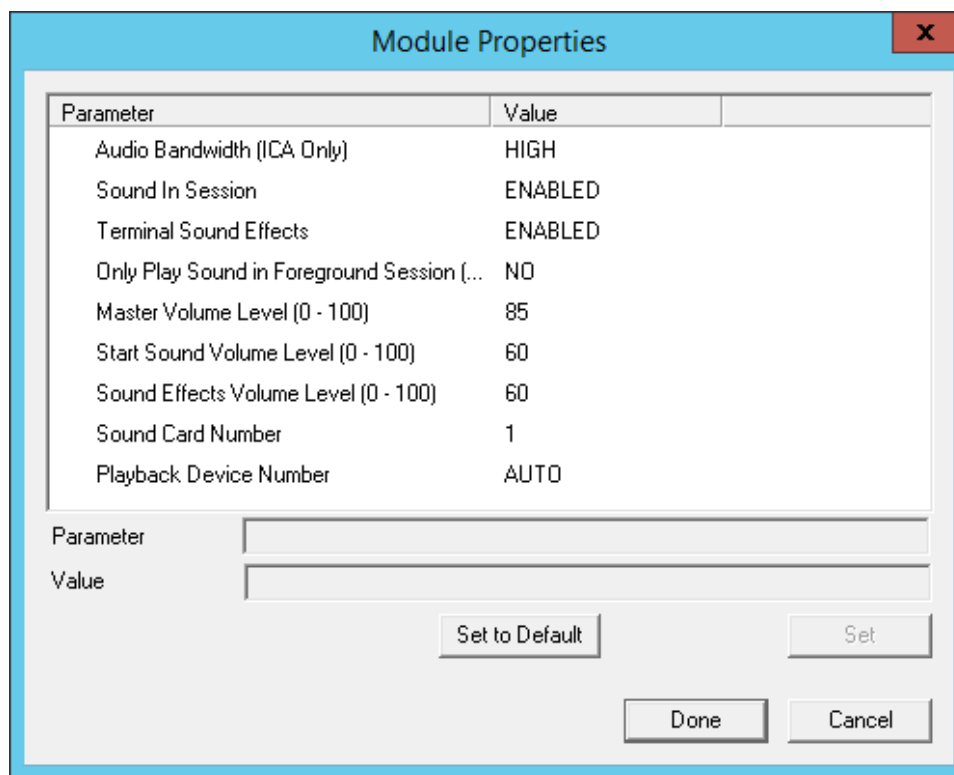 Module Properties
x
Parameter Value
Audio Bandwidth (ICA Only) HIGH
Sound In Session ENABLED
Terminal Sound Effects ENABLED
Only Play Sound in Foreground Session (... NO
Master Volume Level (0 - 100) 85
Start Sound Volume Level (0 - 100) 60
Sound Effects Volume Level (0 - 100) 60
Sound Card Number 1
Playback Device Number AUTO
Parameter
Value
Set to Default Set
Done Cancel